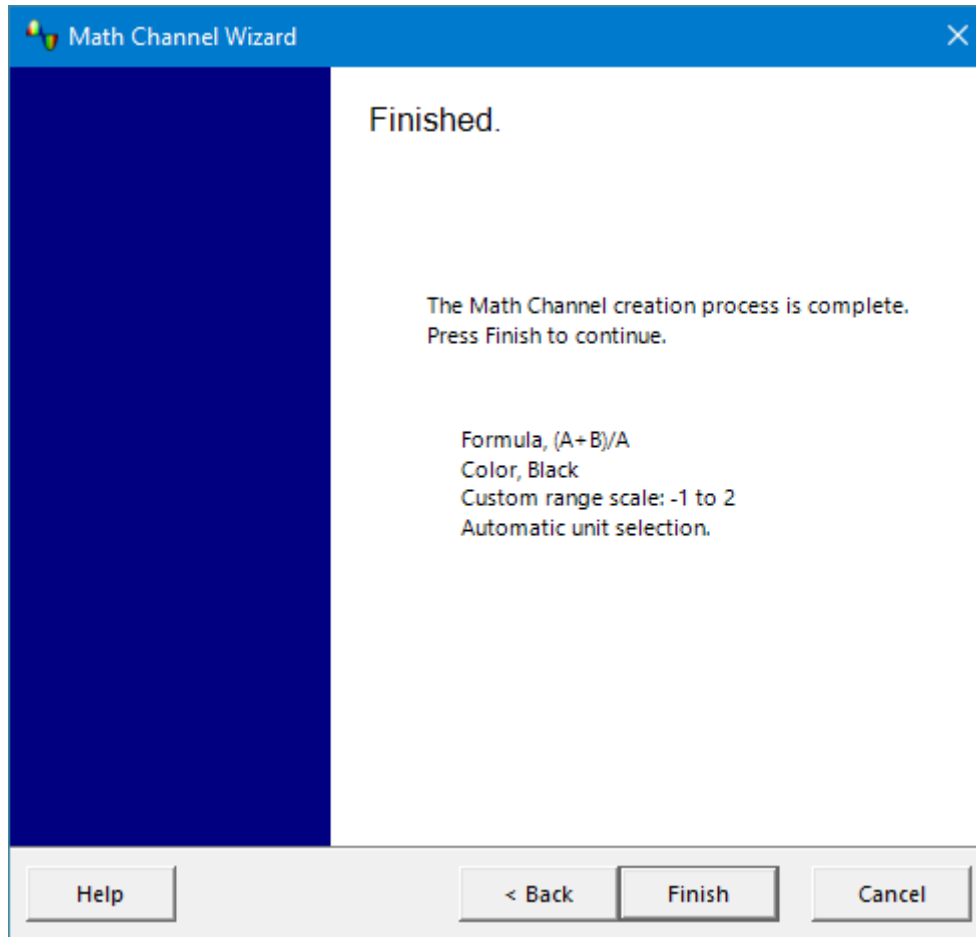 Math Channel Wizard
Finished.
The Math Channel creation process is complete.
Press Finish to continue.
Formula, (A+B)/A
Color, Black
Custom range scale: -1 to 2
Automatic unit selection.
Help
< Back
Finish
Cancel